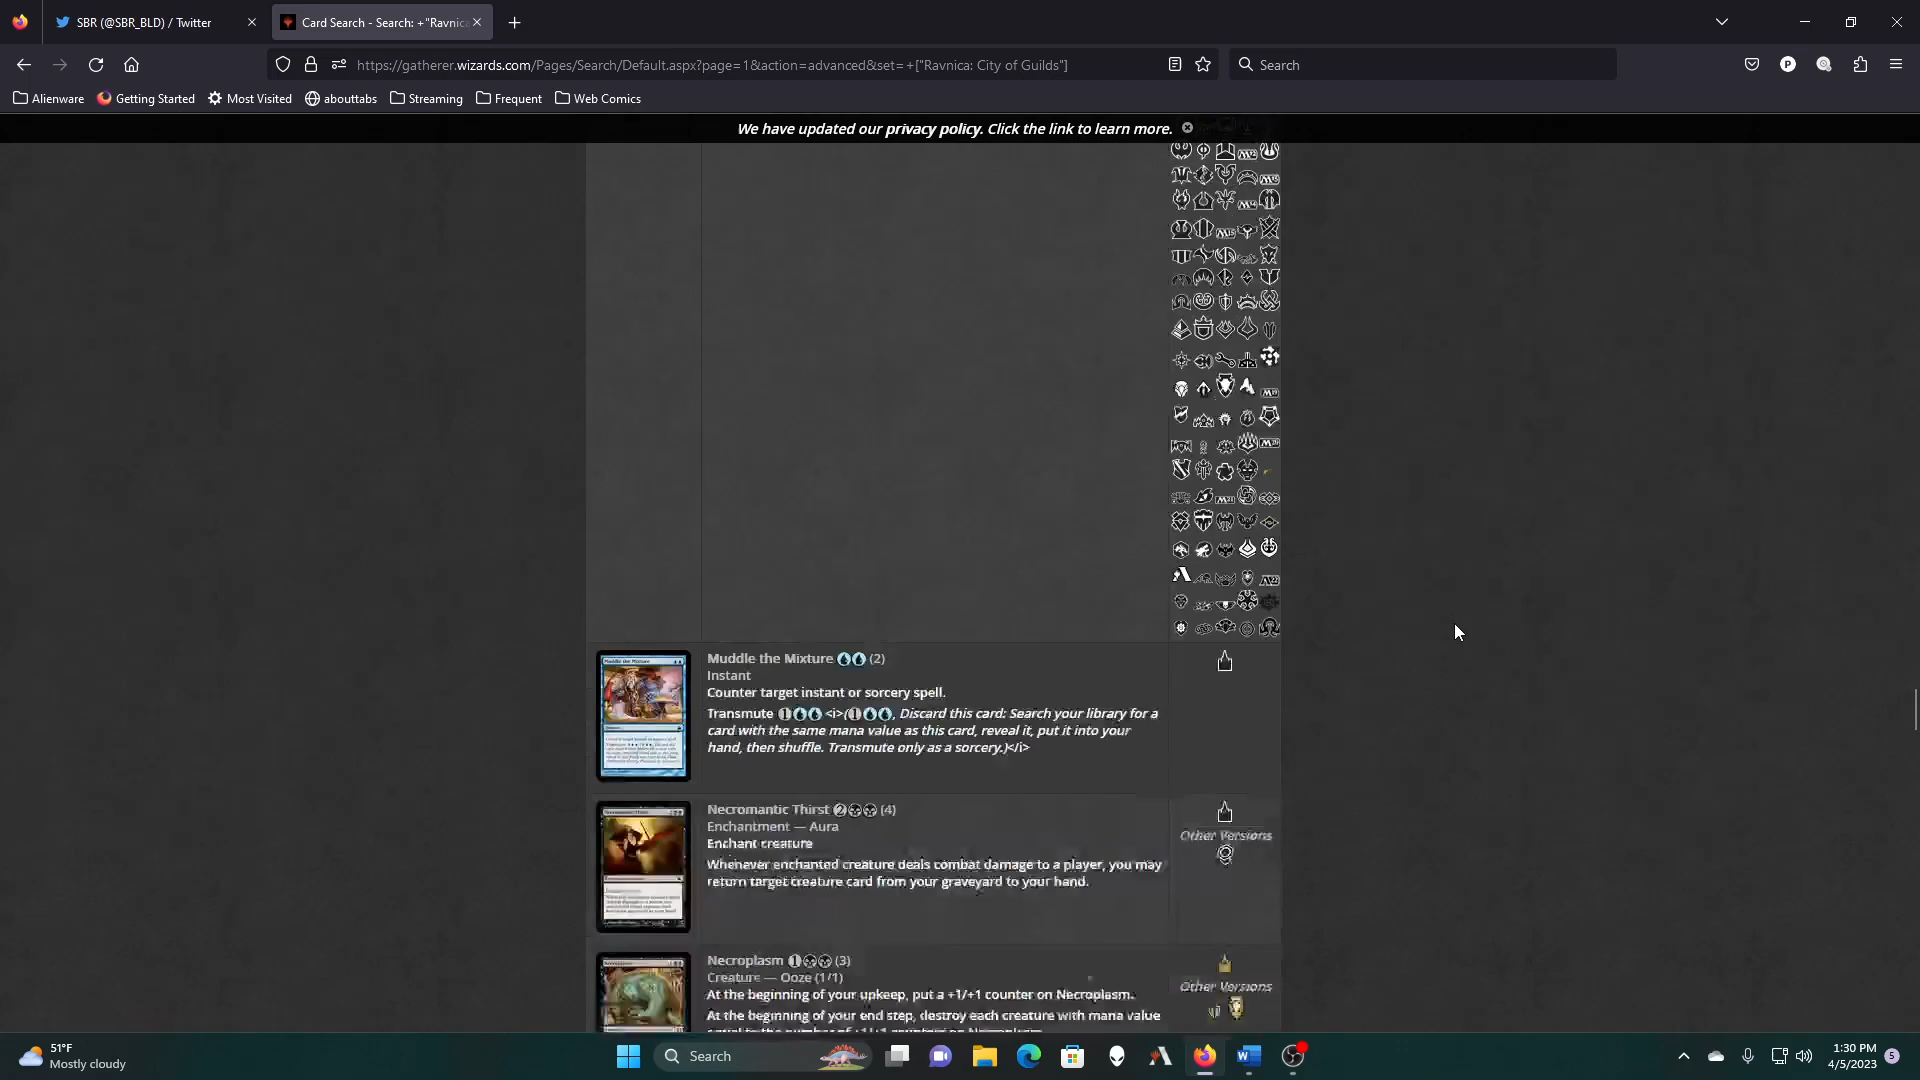 SBR (@SBR_BLD) / Twitter
Card Search - Search: +"Ravnica
https://gatherer.wizards.com/Pages/Search/Default.aspx?page=1&action=advanced&set=+["Ravnica: City of Guilds"]
Search
Alienware
Getting Started
Most Visited
abouttabs
Streaming
Frequent
Web Comics
We have updated our privacy policy. Click the link to learn more.
Muddle the Mixture (2)
Instant
Counter target instant or sorcery spell.
Transmute 1 <i>(1, Discard this card: Search your library for a
card with the same mana value as this card, reveal it, put it into your
hand, then shuffle. Transmute only as a sorcery.)</i>
Necromantic Thirst 2 (4)
Enchantment — Aura
Enchant creature
Whenever enchanted creature deals combat damage to a player, you may
return target creature card from your graveyard to your hand.
Other Versions
Necroplasm 1 (3)
Creature — Ooze (1/1)
At the beginning of your upkeep, put a +1/+1 counter on Necroplasm.
At the beginning of your end step, destroy each creature with mana value
Other Versions
51°F
Mostly cloudy
Search
1:30 PM
4/5/2023
5